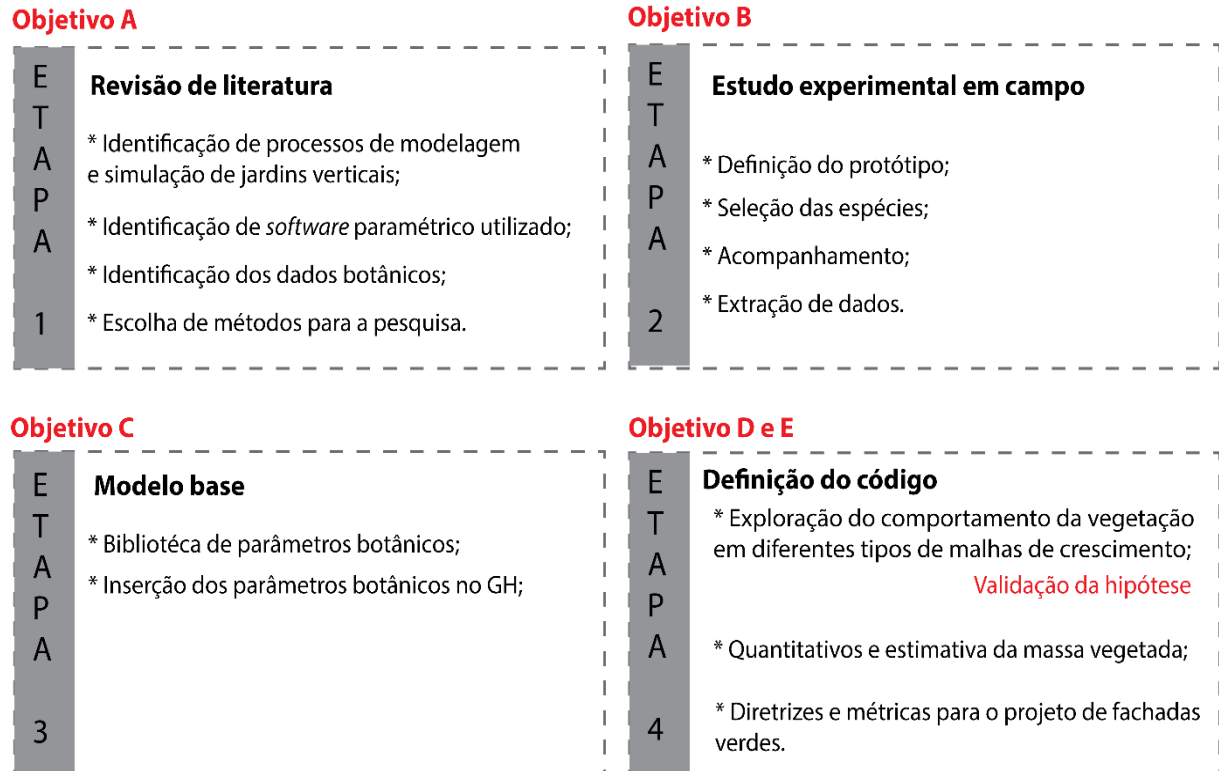 Objetivo A
ETAPA 1
Revisão de literatura
* Identificação de processos de modelagem
e simulação de jardins verticais;
* Identificação de software paramétrico utilizado;
* Identificação dos dados botânicos;
* Escolha de métodos para a pesquisa.
Objetivo B
ETAPA 2
Estudo experimental em campo
* Definição do protótipo;
* Seleção das espécies;
* Acompanhamento;
* Extração de dados.
Objetivo C
ETAPA 3
Modelo base
* Bibliotéca de parâmetros botânicos;
* Inserção dos parâmetros botânicos no GH;
Objetivo D e E
ETAPA 4
Definição do código
* Exploração do comportamento da vegetação
em diferentes tipos de malhas de crescimento;
Validação da hipótese
* Quantitativos e estimativa da massa vegetada;
* Diretrizes e métricas para o projeto de fachadas
verdes.